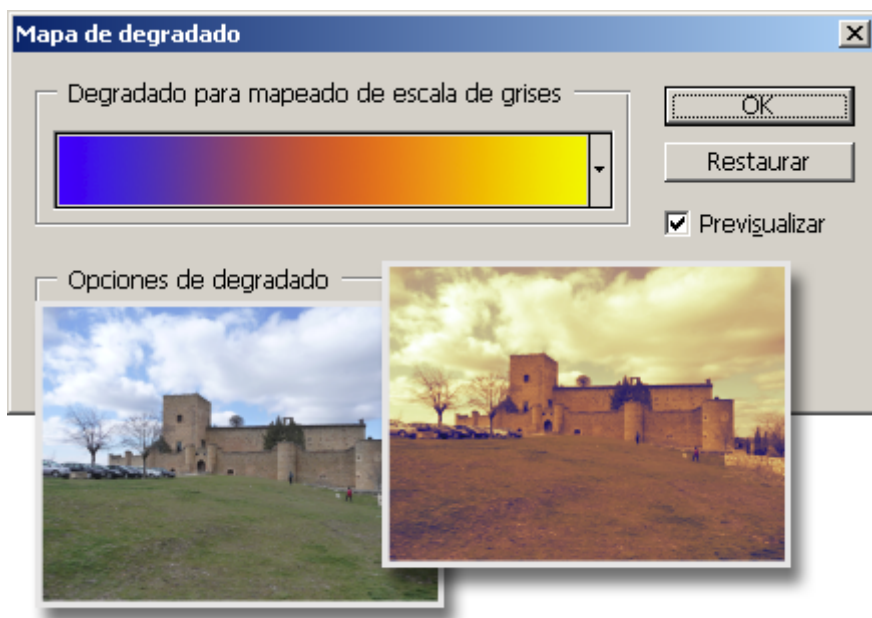 Mapa de degradado
Degradado para mapeado de escala de grises
OK
Restaurar
Previsualizar
Opciones de degradado